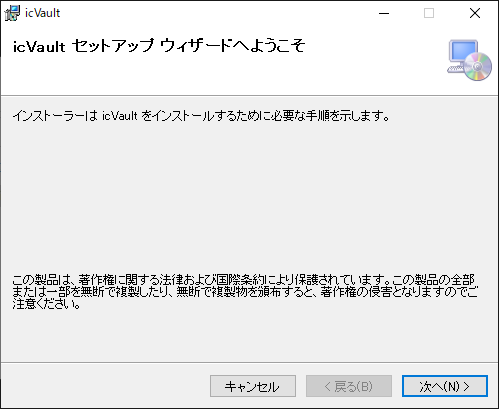 icVault
icVault セットアップ ウィザードへようこそ
インストーラーは icVault をインストールするために必要な手順を示します。
この製品は、著作権に関する法律および国際条約により保護されています。この製品の全部
または一部を無断で複製したり、無断で複製物を頒布すると、著作権の侵害となりますのでご
注意ください。
キャンセル
< 戻る(B)
次へ(N) >